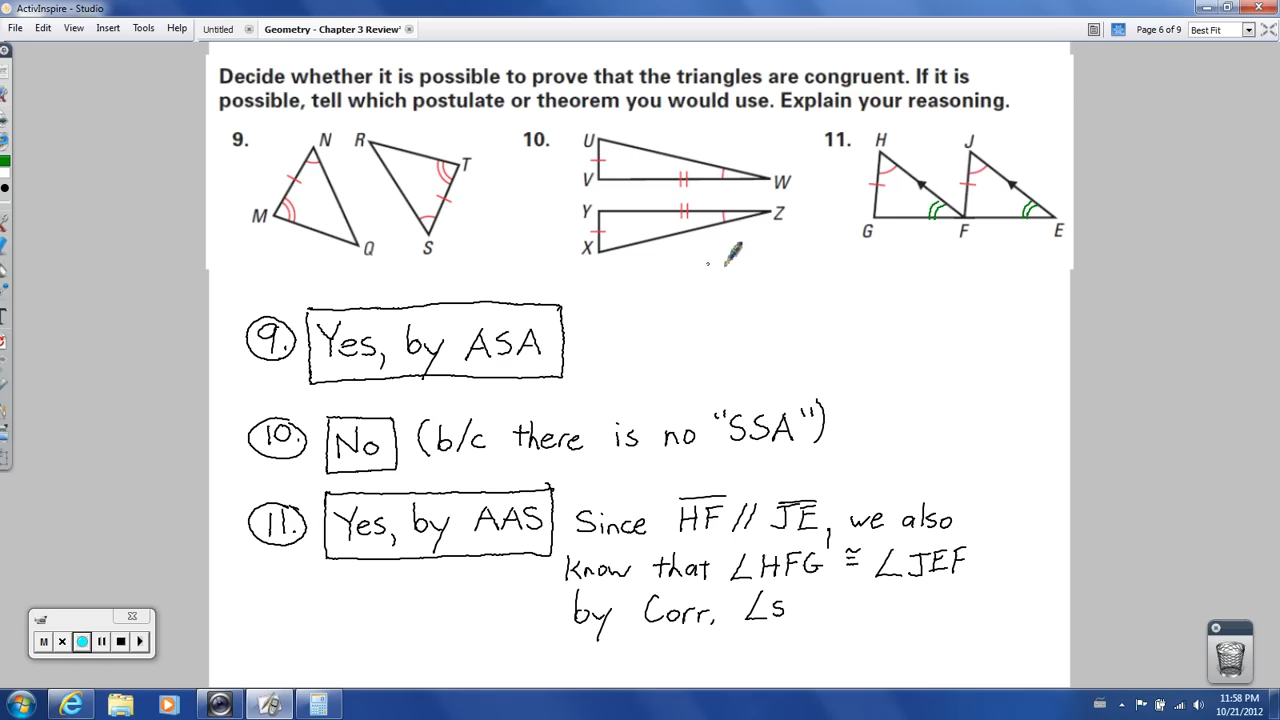 ActivInspire - Studio
File Edit View Insert Tools Help
Untitled
Geometry - Chapter 3 Review*
Page 6 of 9
Best Fit
Decide whether it is possible to prove that the triangles are congruent. If it is
possible, tell which postulate or theorem you would use. Explain your reasoning.
9. N R T M S Q
10. U V W Y Z X
11. H J G F E
9. Yes, by ASA
10. No (b/c there is no "SSA")
11. Yes, by AAS Since HF // JE, we also
know that ∠HFG ≅ ∠JEF
by Corr. ∠s
M
11:58 PM
10/21/2012